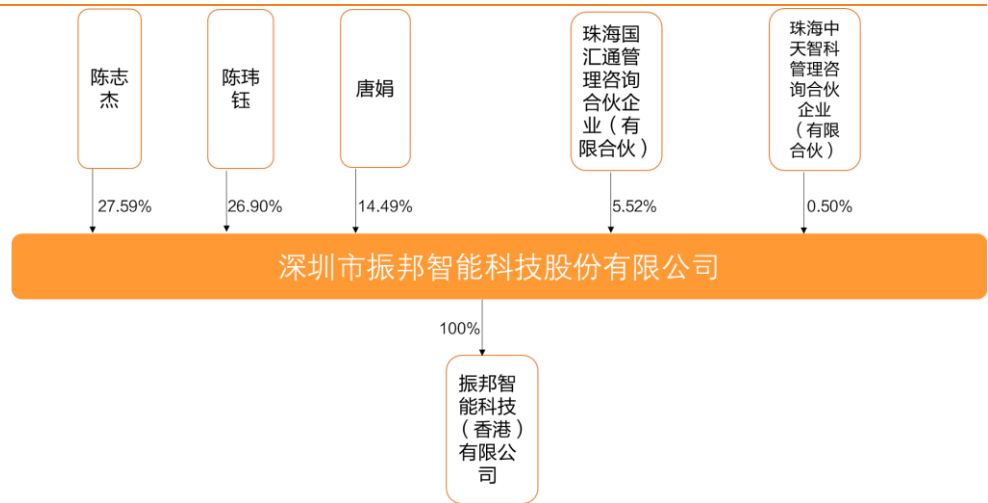 陈志
杰
陈玮
钰
唐娟
珠海国
汇通管
理咨询
合伙企
业（有
限合伙）
珠海中
天智科
管理咨
询合伙
企业
（有限
合伙）
27.59%
26.90%
14.49%
5.52%
0.50%
深圳市振邦智能科技股份有限公司
100%
振邦智
能科技
（香港）
有限公
司